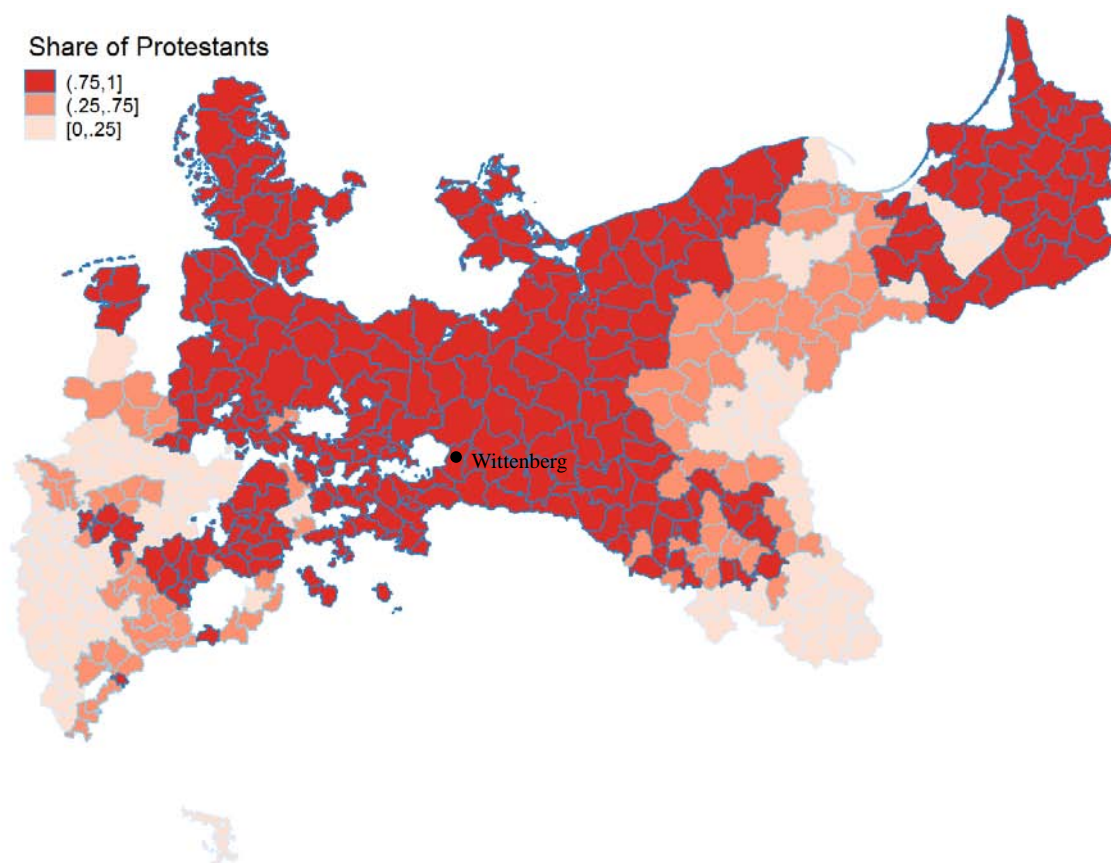 Share of Protestants
(.75,1]
(.25,.75]
[0,.25]
Wittenberg